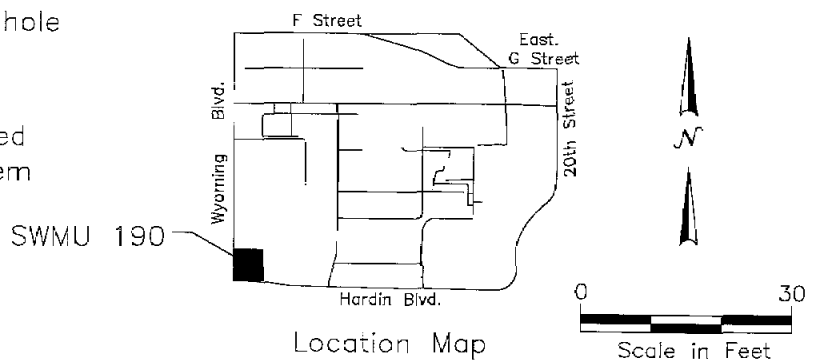 hole
F Street
East.
G Street
Blvd.
ed
em
20th Street
N
Wyoming
SWMU 190
Hardin Blvd.
0 30
Location Map
Scale in Feet